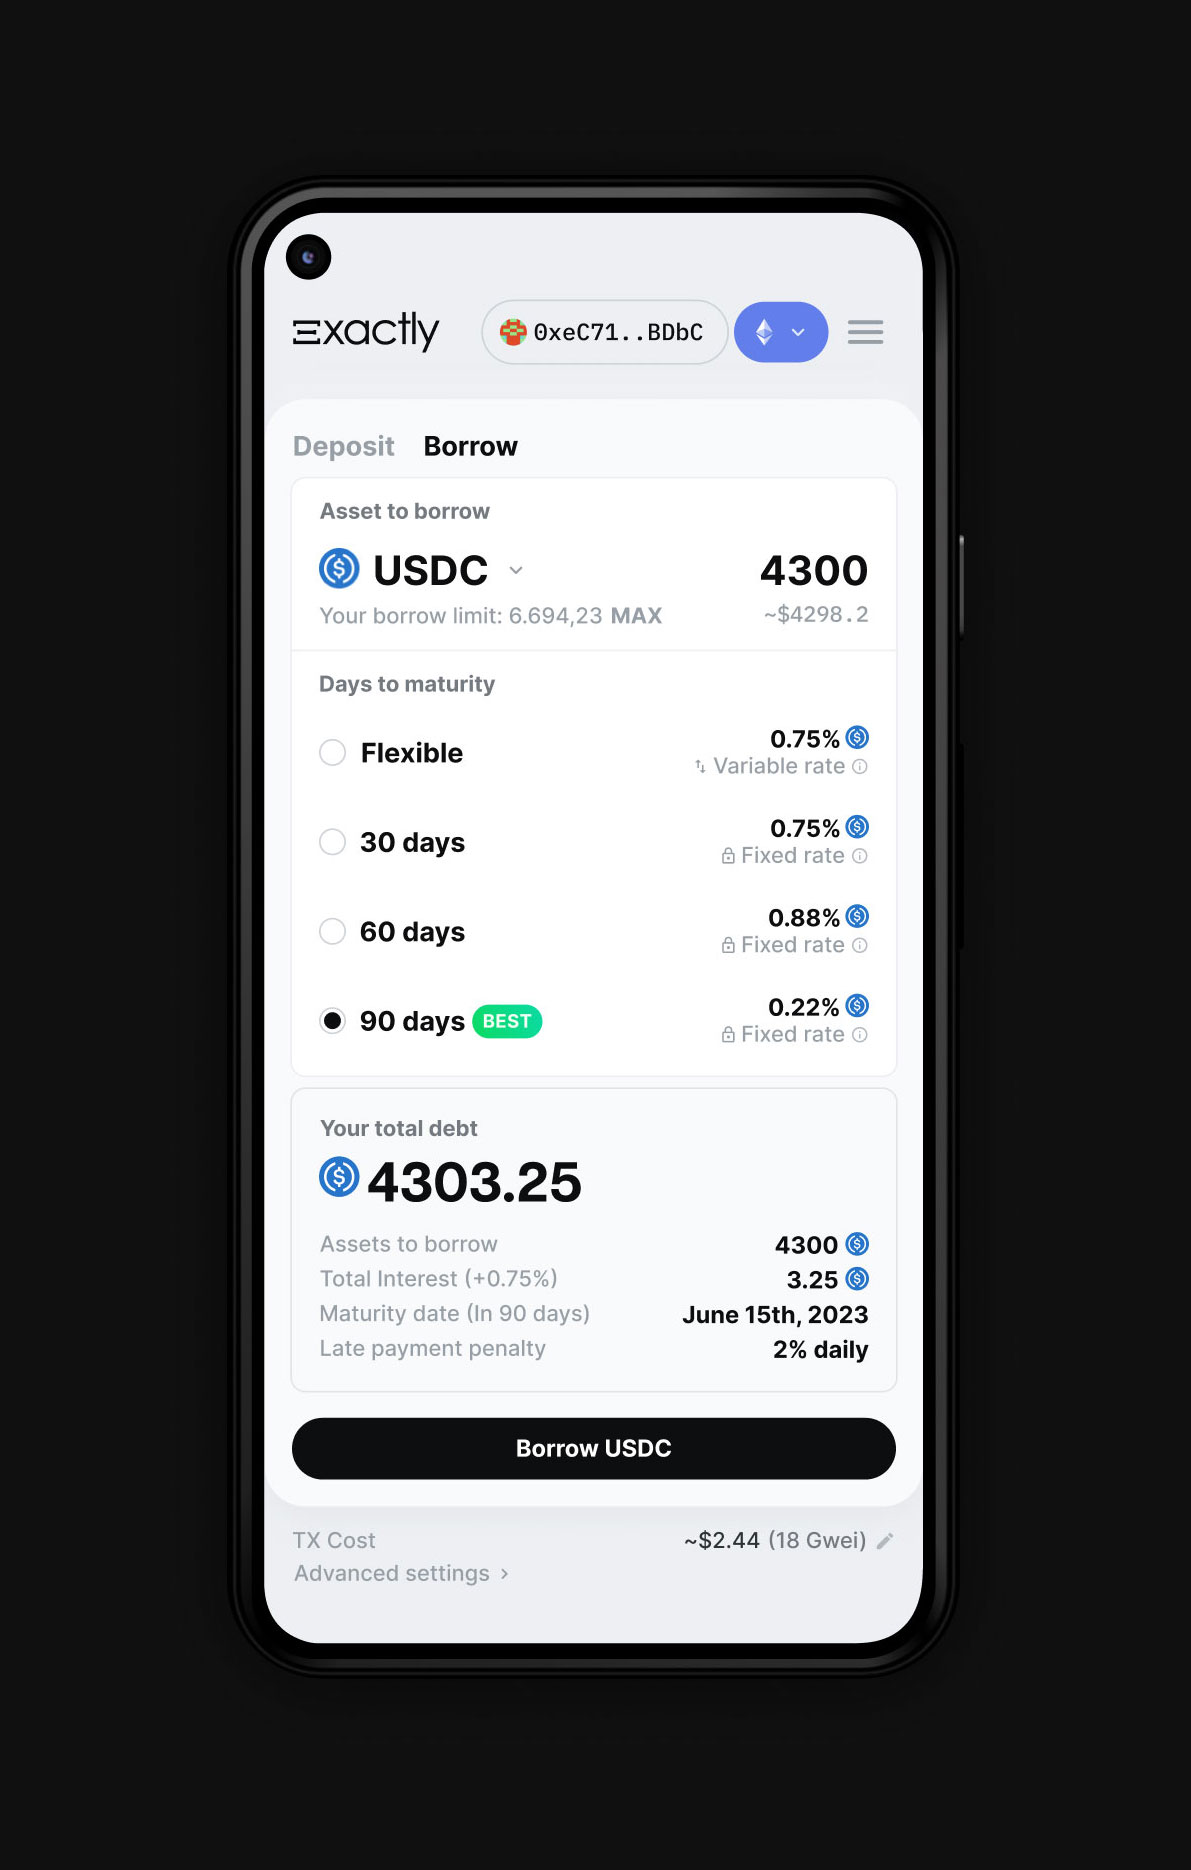 Exactly 0xeC71..BDbC
Deposit Borrow
Asset to borrow
USDC 4300
Your borrow limit: 6.694,23 MAX ~$4298.2
Days to maturity
Flexible 0.75%
Variable rate
30 days 0.75%
Fixed rate
60 days 0.88%
Fixed rate
90 days BEST 0.22%
Fixed rate
Your total debt
4303.25
Assets to borrow 4300
Total Interest (+0.75%) 3.25
Maturity date (In 90 days) June 15th, 2023
Late payment penalty 2% daily
Borrow USDC
TX Cost ~$2.44 (18 Gwei)
Advanced settings >